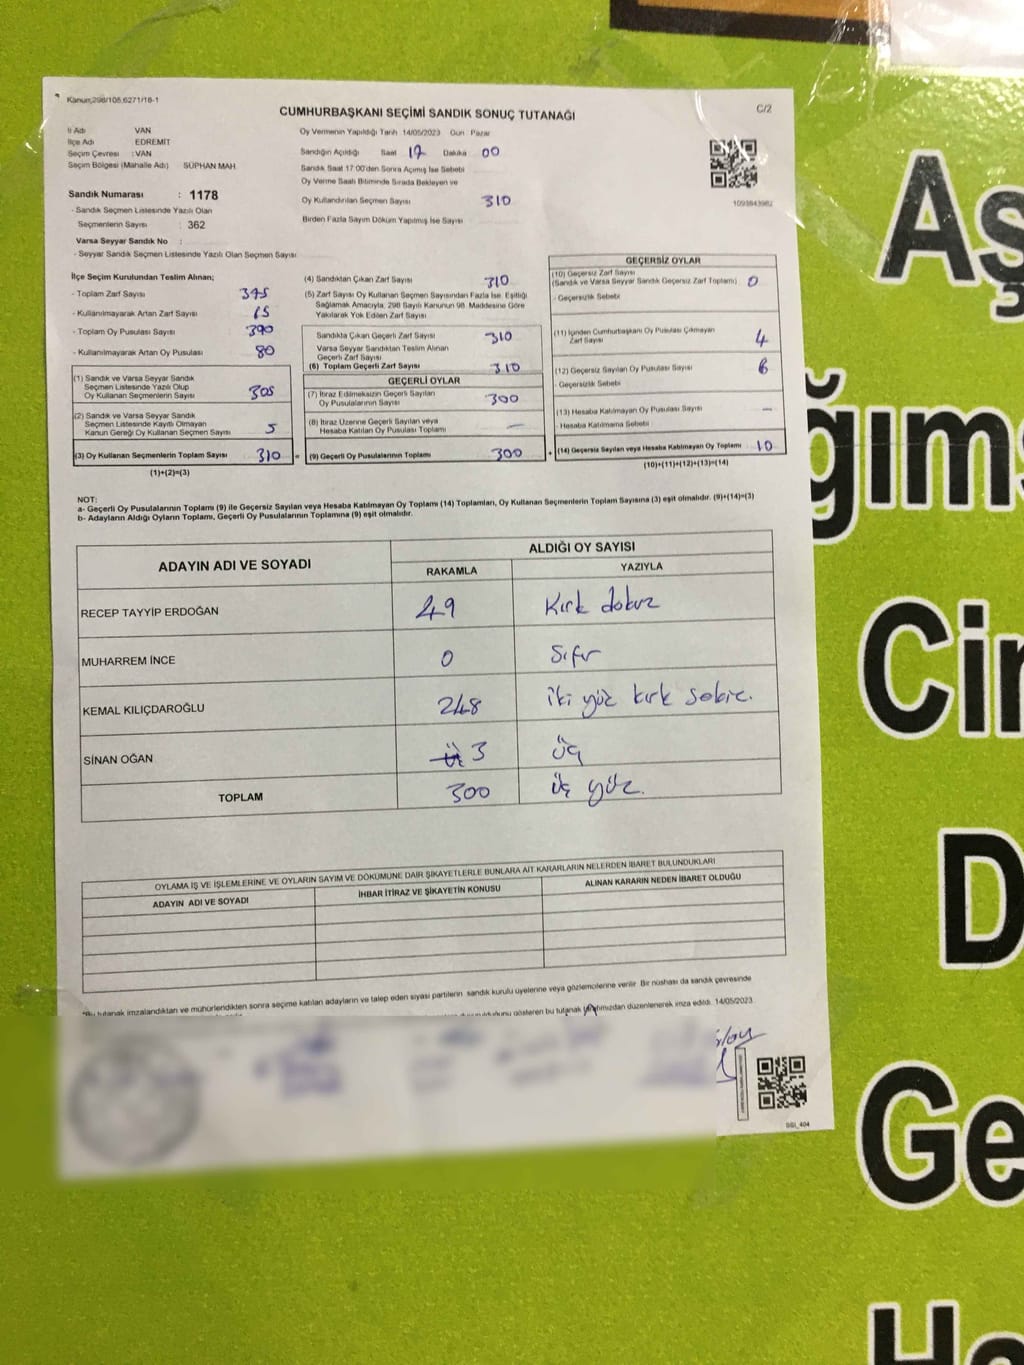 Kanun;298/105;6271/18-1
CUMHURBAŞKANI SEÇİMİ SANDIK SONUÇ TUTANAĞI
C/2
İl Adı VAN
İlçe Adı EDREMİT
Seçim Çevresi : VAN
Seçim Bölgesi (Mahalle Adı) SÜPHAN MAH.
Oy Vermenin Yapıldığı Tarih 14/05/2023 Gün Pazar
Sandığın Açıldığı Saat 17 Dakika 00
Sandık Saat 17:00'den Sonra Açılmış İse Sebebi
Oy Verme Saati Bitiminde Sırada Bekleyen ve
Oy Kullandırılan Seçmen Sayısı 310
Birden Fazla Sayım Döküm Yapılmış İse Sayısı
1093843982
Sandık Numarası : 1178
- Sandık Seçmen Listesinde Yazılı Olan
Seçmenlerin Sayısı : 362
Varsa Seyyar Sandık No :
- Seyyar Sandık Seçmen Listesinde Yazılı Olan Seçmen Sayısı
İlçe Seçim Kurulundan Teslim Alınan;
- Toplam Zarf Sayısı
- Kullanılmayarak Artan Zarf Sayısı 15
- Toplam Oy Pusulası Sayısı 390
- Kullanılmayarak Artan Oy Pusulası 80
(1) Sandık ve Varsa Seyyar Sandık
Seçmen Listesinde Yazılı Olup
Oy Kullanan Seçmenlerin Sayısı 305
(2) Sandık ve Varsa Seyyar Sandık
Seçmen Listesinde Kayıtlı Olmayan
Kanun Gereği Oy Kullanan Seçmen Sayısı 5
(3) Oy Kullanan Seçmenlerin Toplam Sayısı 310 =
(1)+(2)=(3)
(4) Sandıktan Çıkan Zarf Sayısı 310
(5) Zarf Sayısı Oy Kullanan Seçmen Sayısından Fazla İse, Eşitliği
Sağlamak Amacıyla, 298 Sayılı Kanunun 98. Maddesine Göre
Yakılarak Yok Edilen Zarf Sayısı
Sandıkta Çıkan Geçerli Zarf Sayısı 310
Varsa Seyyar Sandıktan Teslim Alınan
Geçerli Zarf Sayısı
(6) Toplam Geçerli Zarf Sayısı 310
GEÇERLİ OYLAR
(7) İtiraz Edilmeksizin Geçerli Sayılan
Oy Pusulalarının Sayısı 300
(8) İtiraz Üzerine Geçerli Sayılan veya
Hesaba Katılan Oy Pusulası Toplamı —
(9) Geçerli Oy Pusulalarının Toplamı 300 +
GEÇERSİZ OYLAR
(10) Geçersiz Zarf Sayısı
(Sandık ve Varsa Seyyar Sandık Geçersiz Zarf Toplamı) 0
- Geçersizlik Sebebi
(11) İçinden Cumhurbaşkanı Oy Pusulası Çıkmayan
Zarf Sayısı 4
(12) Geçersiz Sayılan Oy Pusulası Sayısı 6
- Geçersizlik Sebebi
(13) Hesaba Katılmayan Oy Pusulası Sayısı —
- Hesaba Katılmama Sebebi
(14) Geçersiz Sayılan veya Hesaba Katılmayan Oy Toplamı 10
(10)+(11)+(12)+(13)=(14)
NOT:
a- Geçerli Oy Pusulalarının Toplamı (9) ile Geçersiz Sayılan veya Hesaba Katılmayan Oy Toplamı (14) Toplamları, Oy Kullanan Seçmenlerin Toplam Sayısına (3) eşit olmalıdır. (9)+(14)=(3)
b- Adayların Aldığı Oyların Toplamı, Geçerli Oy Pusulalarının Toplamına (9) eşit olmalıdır.
ADAYIN ADI VE SOYADI ALDIĞI OY SAYISI
RAKAMLA YAZIYLA
RECEP TAYYİP ERDOĞAN 49 Kırk dokuz
MUHARREM İNCE 0 Sıfır
KEMAL KILIÇDAROĞLU 248 iki yüz kırk sekiz.
SİNAN OĞAN 3 üç
TOPLAM 300 üç yüz.
OYLAMA İŞ VE İŞLEMLERİNE VE OYLARIN SAYIM VE DÖKÜMÜNE DAİR ŞİKAYETLERLE BUNLARA AİT KARARLARIN NELERDEN İBARET BULUNDUKLARI
ADAYIN ADI VE SOYADI İHBAR İTİRAZ VE ŞİKAYETİN KONUSU ALINAN KARARIN NEDEN İBARET OLDUĞU
*Bu tutanak imzalandıktan ve mühürlendikten sonra seçime katılan adayların ve talep eden siyasi partilerin sandık kurulu üyelerine veya gözlemcilerine verilir. Bir nüshası da sandık çevresinde
gösteren bu tutanak tarafımızdan düzenlenerek imza edildi. 14/05/2023
SSI_404
Aş
ğıms
Cin
D
Ge
Ha